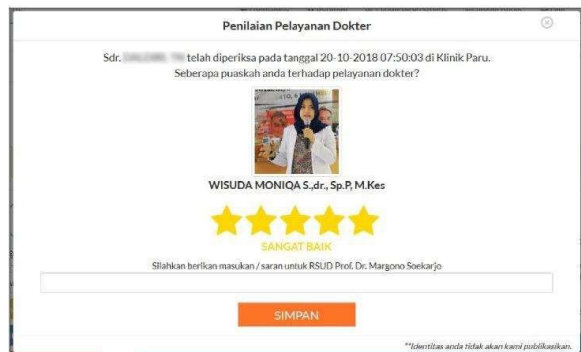 Penilaian Pelayanan Dokter
Sdr. telah diperiksa pada tanggal 20-10-2018 07:50:03 di Klinik Paru.
Seberapa puaskah anda terhadap pelayanan dokter?
WISUDA MONIQA S.,dr., Sp.P, M.Kes
SANGAT BAIK
Silahkan berikan masukan / saran untuk RSUD Prof. Dr. Margono Soekarjo
SIMPAN
**Identitas anda tidak akan kami publikasikan.